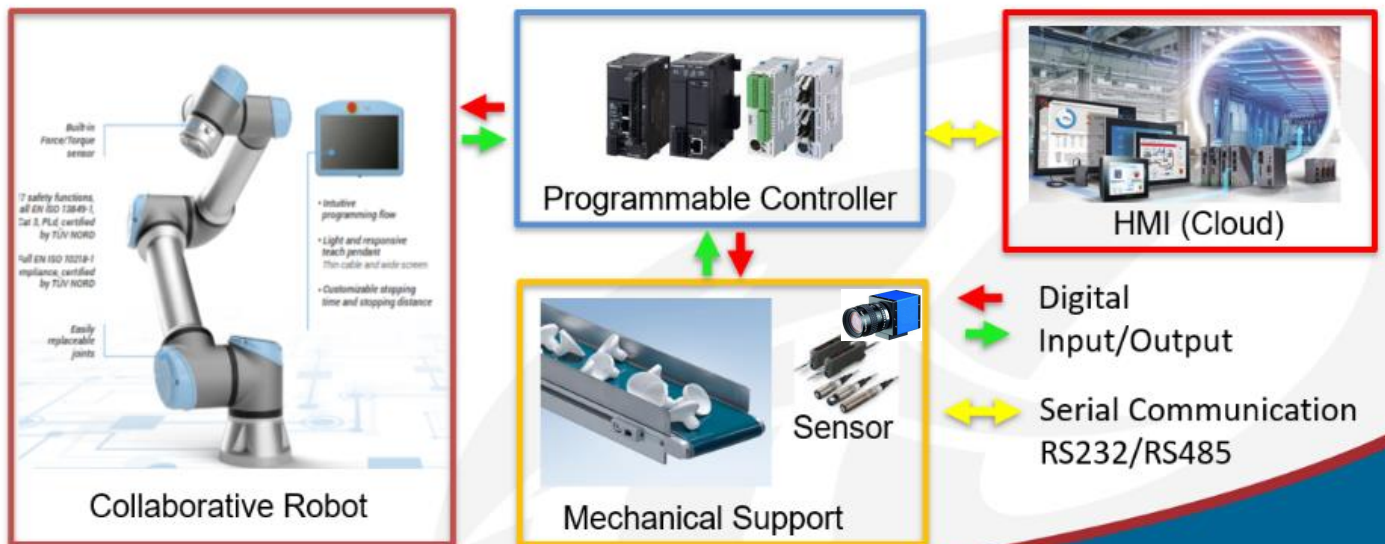 Built-in
Force/Torque
sensor
7 safety functions,
all EN ISO 13849-1,
Cat 3, PLd, certified
by TÜV NORD
Full EN ISO 10218-1
compliance, certified
by TÜV NORD
Easily
replaceable
joints
• Intuitive
programming flow
• Light and responsive
teach pendant
Thin cable and wide screen
• Customizable stopping
time and stopping distance
Collaborative Robot
Programmable Controller
HMI (Cloud)
Sensor
Mechanical Support
Digital
Input/Output
Serial Communication
RS232/RS485